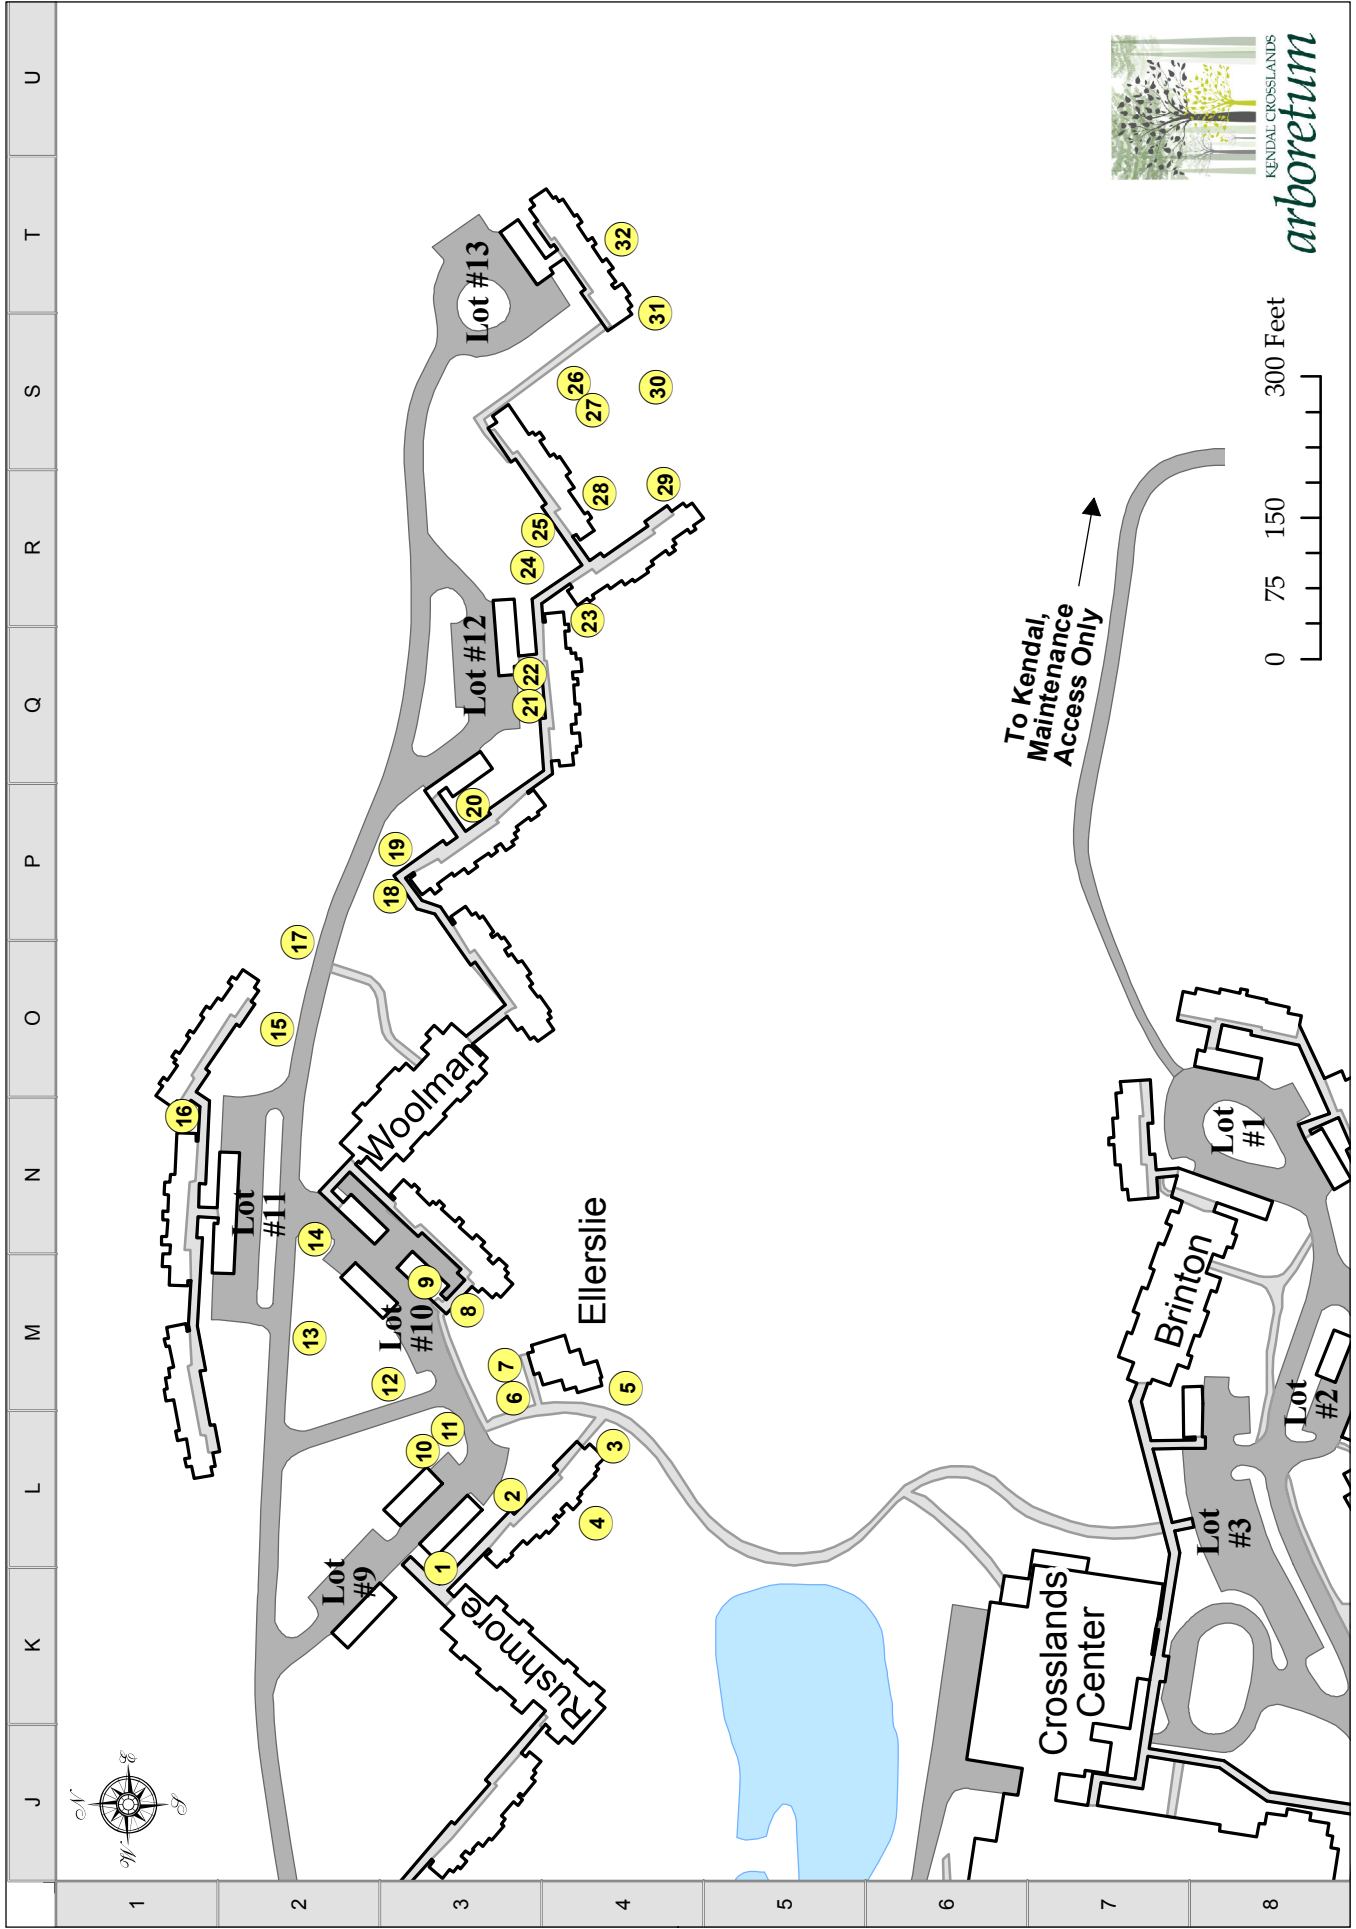 J K L M N O P Q R S T U
1
2
3
4
5
6
7
8
N
E
S
W
Lot #13
Lot #12
Lot
#11
Lot
#10
Lot
#9
Woolman
Ellerslie
Rushmore
16
15
17
14
13
12
18
19
20
21
22
24
25
23
28
29
26
27
30
31
32
9
8
7
6
5
11
10
2
1
3
4
To Kendal,
Maintenance
Access Only
Crosslands
Center
Brinton
Lot
#1
Lot
#2
Lot
#3
0 75 150 300 Feet
KENDAL CROSSLANDS
arboretum